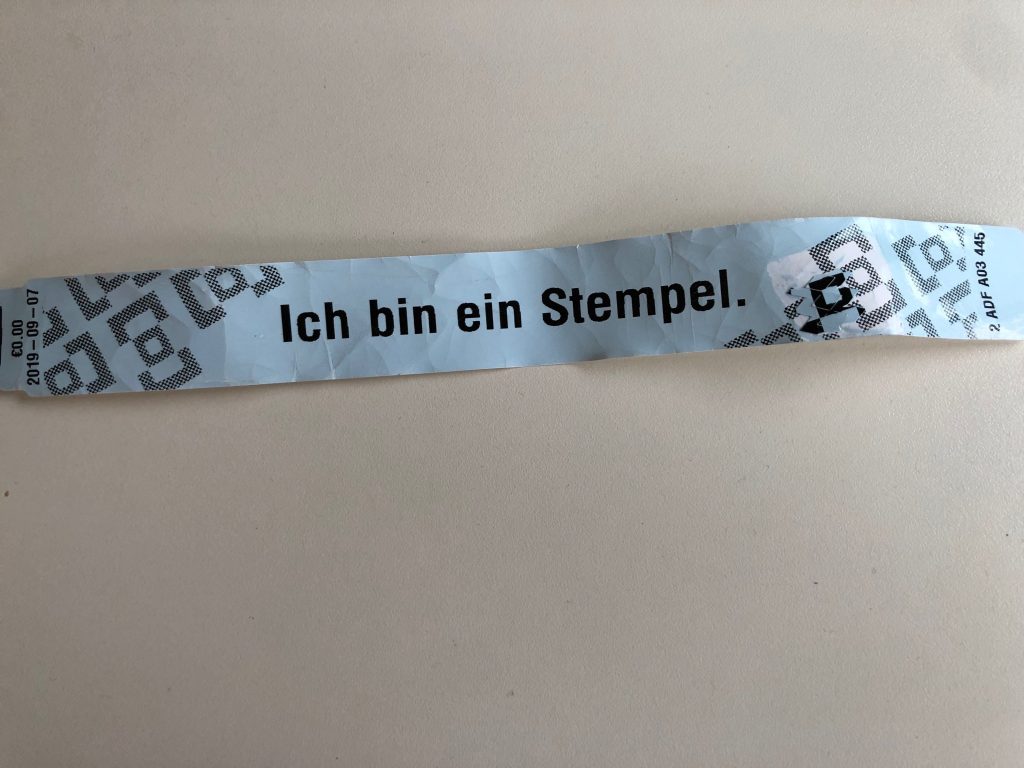 €0.00
2019–09–07
Ich bin ein Stempel.
2 ADF A03 445